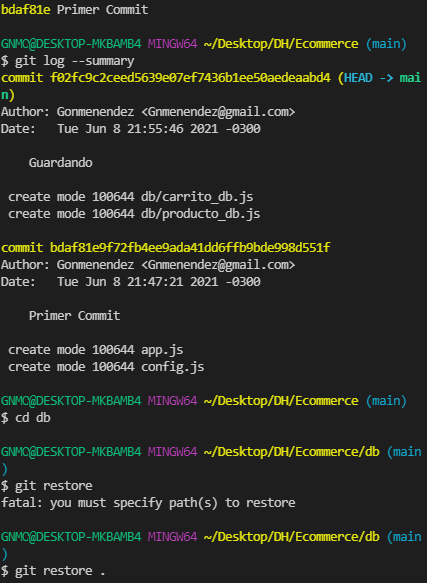 bdaf81e Primer Commit
GNMO@DESKTOP-MKBAMB4 MINGW64 ~/Desktop/DH/Ecommerce (main)
$ git log --summary
commit f02fc9c2ceed5639e07ef7436b1ee50aedeaabd4 (HEAD -> mai
n)
Author: Gonmenendez <Gnmenendez@gmail.com>
Date:   Tue Jun 8 21:55:46 2021 -0300
Guardando
create mode 100644 db/carrito_db.js
create mode 100644 db/producto_db.js
commit bdaf81e9f72fb4ee9ada41dd6ffb9bde998d551f
Author: Gonmenendez <Gnmenendez@gmail.com>
Date:   Tue Jun 8 21:47:21 2021 -0300
Primer Commit
create mode 100644 app.js
create mode 100644 config.js
GNMO@DESKTOP-MKBAMB4 MINGW64 ~/Desktop/DH/Ecommerce (main)
$ cd db
GNMO@DESKTOP-MKBAMB4 MINGW64 ~/Desktop/DH/Ecommerce/db (main
)
$ git restore
fatal: you must specify path(s) to restore
GNMO@DESKTOP-MKBAMB4 MINGW64 ~/Desktop/DH/Ecommerce/db (main
)
$ git restore .